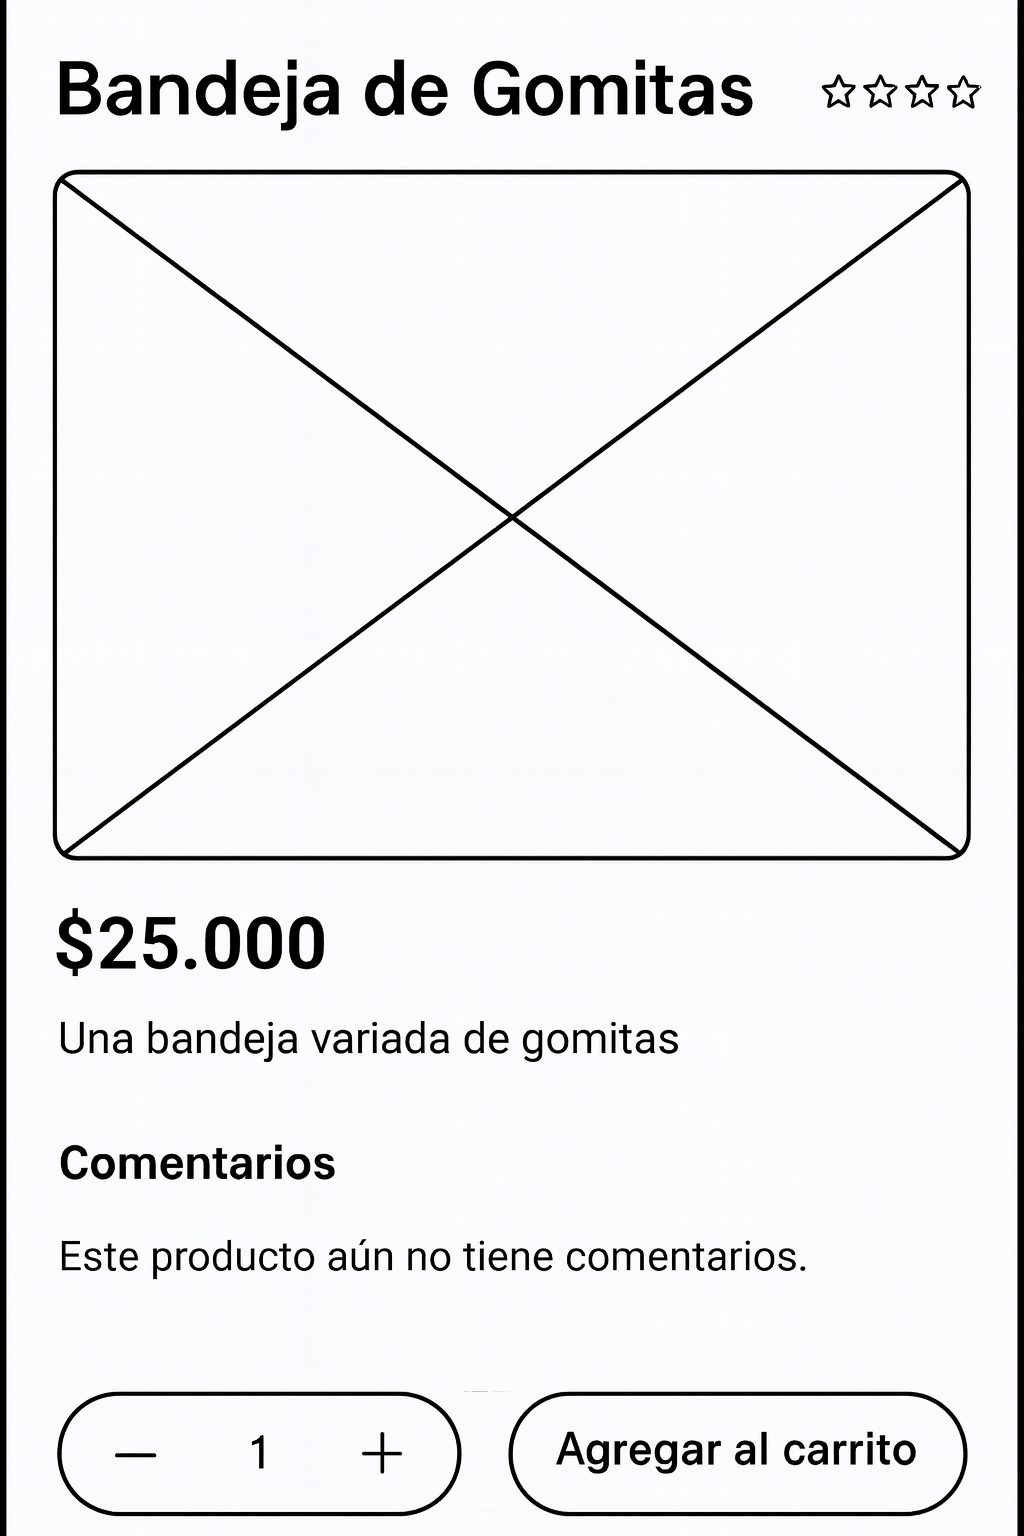 Bandeja de Gomitas
$25.000
Una bandeja variada de gomitas
Comentarios
Este producto aún no tiene comentarios.
— 1 +
Agregar al carrito